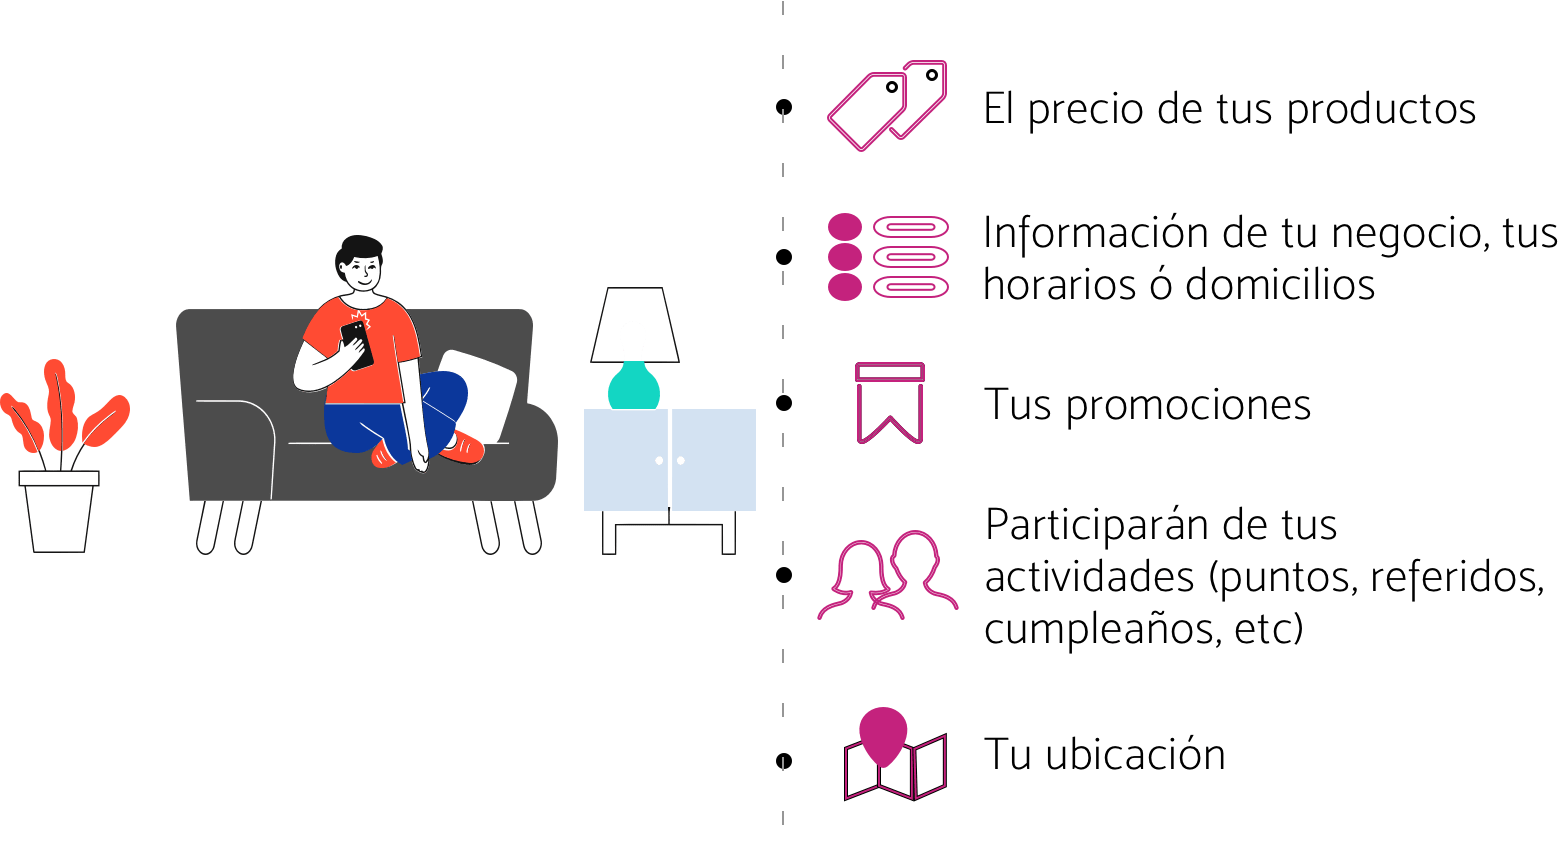 El precio de tus productos
Información de tu negocio, tus
horarios ó domicilios
Tus promociones
Participarán de tus
actividades (puntos, referidos,
cumpleaños, etc)
Tu ubicación